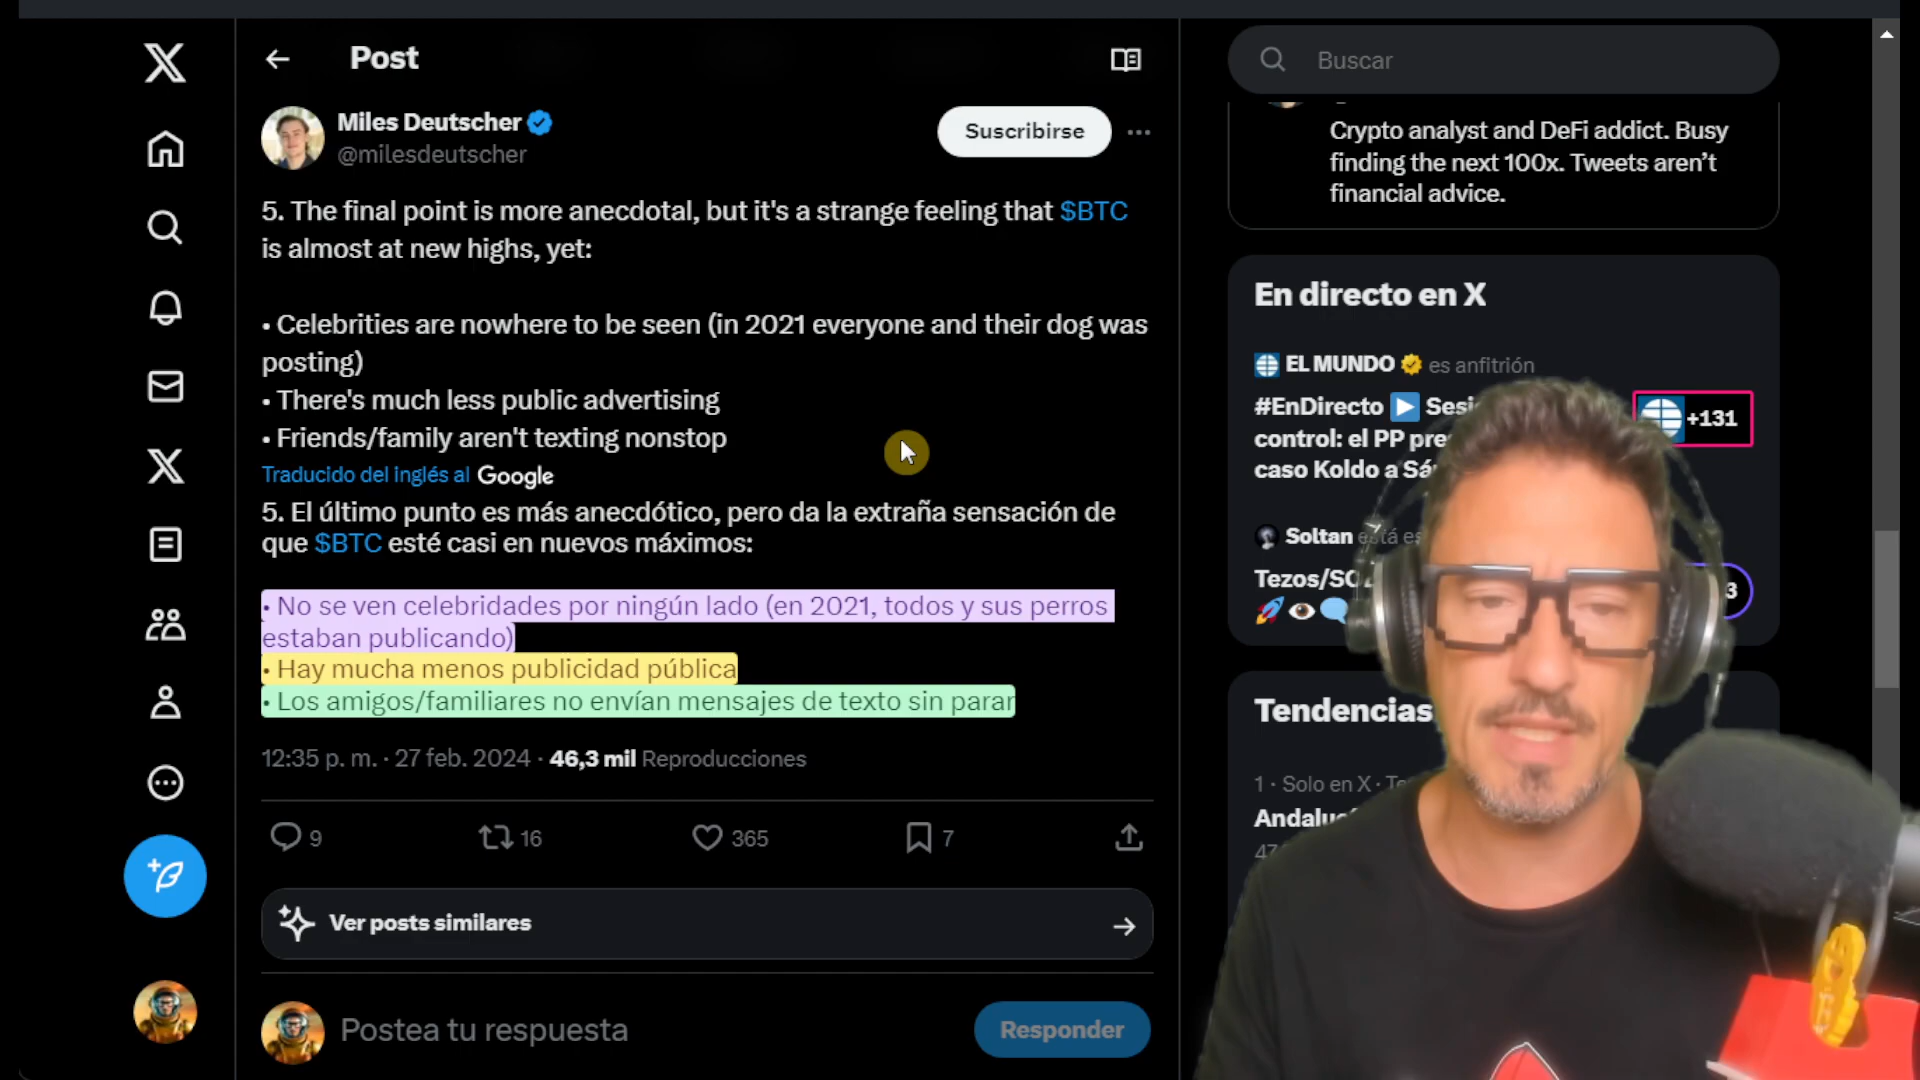 Post
Buscar
Miles Deutscher
@milesdeutscher
Suscribirse
5. The final point is more anecdotal, but it's a strange feeling that $BTC
is almost at new highs, yet:
• Celebrities are nowhere to be seen (in 2021 everyone and their dog was
posting)
• There's much less public advertising
• Friends/family aren't texting nonstop
Traducido del inglés al Google
5. El último punto es más anecdótico, pero da la extraña sensación de
que $BTC esté casi en nuevos máximos:
• No se ven celebridades por ningún lado (en 2021, todos y sus perros
estaban publicando)
• Hay mucha menos publicidad pública
• Los amigos/familiares no envían mensajes de texto sin parar
12:35 p. m. · 27 feb. 2024 · 46,3 mil Reproducciones
9
16
365
7
Ver posts similares
Postea tu respuesta
Responder
Crypto analyst and DeFi addict. Busy
finding the next 100x. Tweets aren’t
financial advice.
En directo en X
EL MUNDO es anfitrión
#EnDirecto
+131
control: el PP
caso Koldo a
Soltan
Tendencias
1 · Solo en X ·